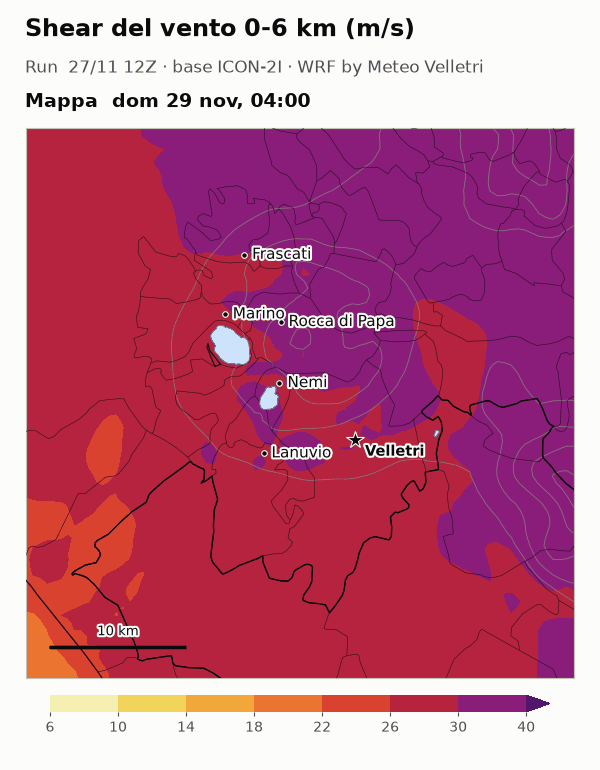 Shear del vento 0-6 km (m/s)
Run  27/11 12Z · base ICON-2I · WRF by Meteo Velletri
Mappa  dom 29 nov, 04:00
Frascati
Marino
Rocca di Papa
Nemi
Velletri
Lanuvio
10 km
6 10 14 18 22 26 30 40